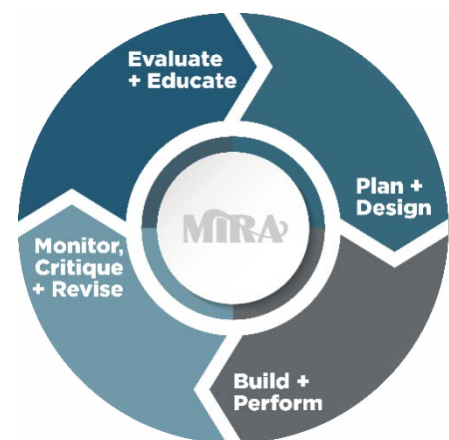 Evaluate
+ Educate
Plan +
Design
Build +
Perform
Monitor,
Critique
+ Revise
MIRA